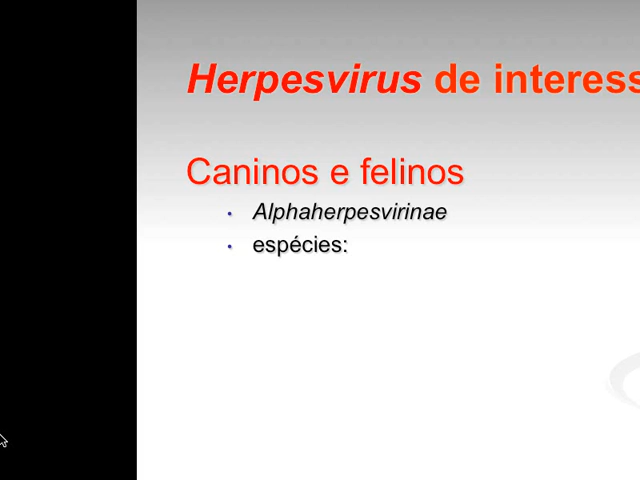 Herpesvirus de interess
Caninos e felinos
• Alphaherpesvirinae
• espécies: